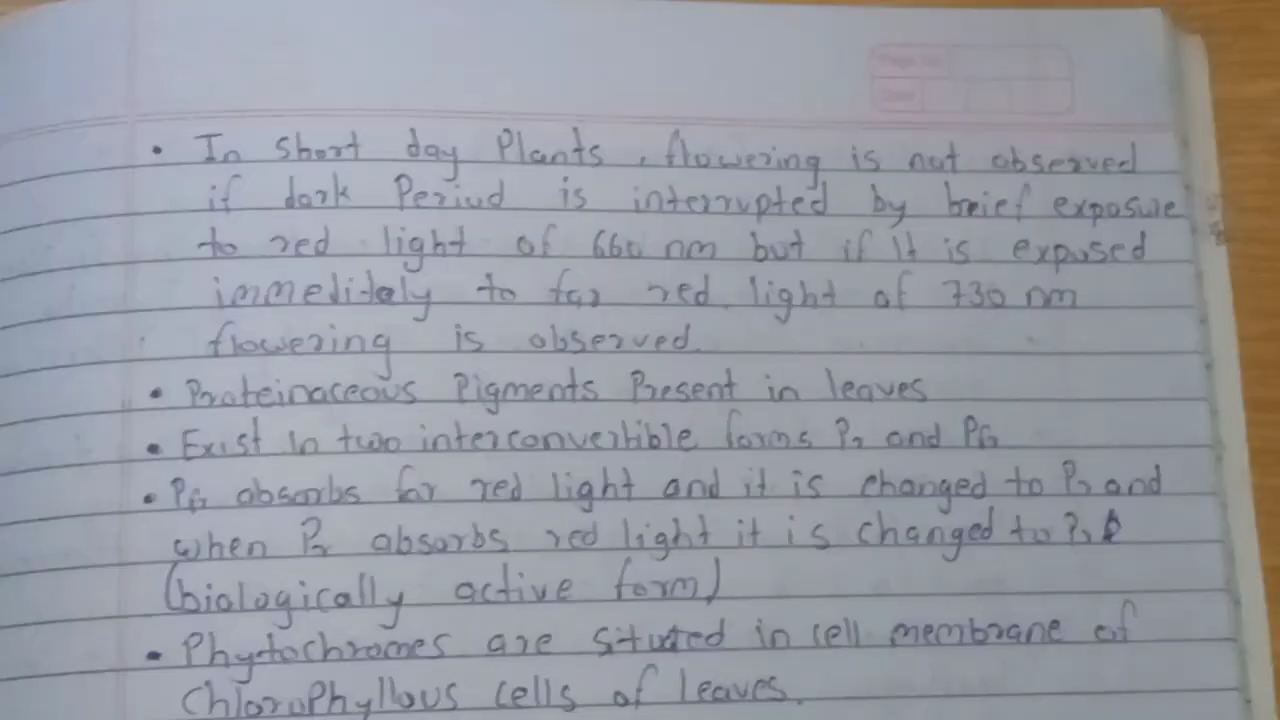 Page No.
Date
• In short day Plants, flowering is not observed
if dark Period is interrupted by brief exposure
to red light of 660 nm but if It is exposed
immeditely to far red light of 730 nm
flowering is observed.
• Proteinaceous Pigments Present in leaves
• Exist in two interconvertible forms Pr and Pfr
• Pfr absorbs far red light and it is changed to Pr and
when Pr absorbs red light it is changed to
(biologically active form)
• Phytochromes are situated in cell membrane of
Chlorophyllous cells of leaves.